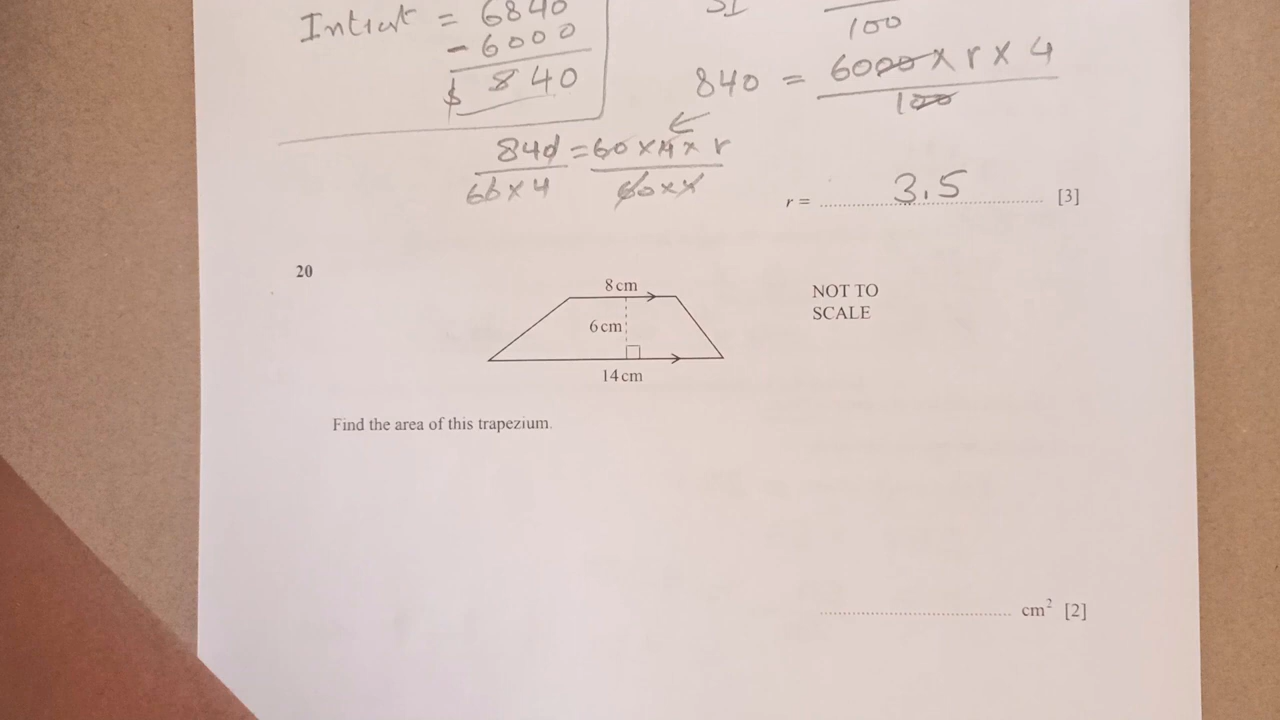 Intrest = 6840
- 6000
$ 840
SI
100
840 = 6000 × r × 4
100
840 = 60 × 4 × r
60 × 4 60 × 4
r = 3.5 [3]
20
8 cm
6 cm
14 cm
NOT TO
SCALE
Find the area of this trapezium.
cm² [2]